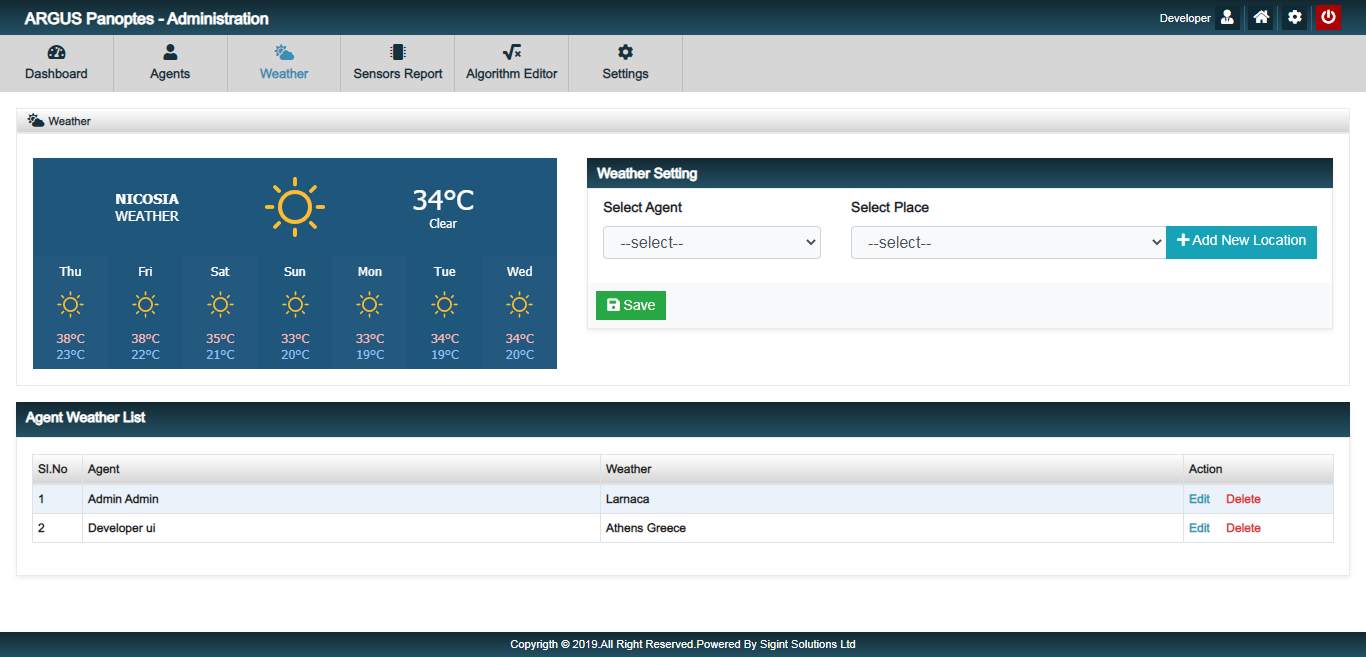 ARGUS Panoptes - Administration
Developer
Dashboard Agents Weather Sensors Report Algorithm Editor Settings
Weather
NICOSIA
WEATHER
34°C
Clear
Thu Fri Sat Sun Mon Tue Wed
38°C 38°C 35°C 33°C 33°C 34°C 34°C
23°C 22°C 21°C 20°C 19°C 19°C 20°C
Weather Setting
Select Agent Select Place
--select-- --select-- Add New Location
Save
Agent Weather List
Sl.No Agent Weather Action
1 Admin Admin Larnaca Edit Delete
2 Developer ui Athens Greece Edit Delete
Copyrigth © 2019.All Right Reserved.Powered By Sigint Solutions Ltd